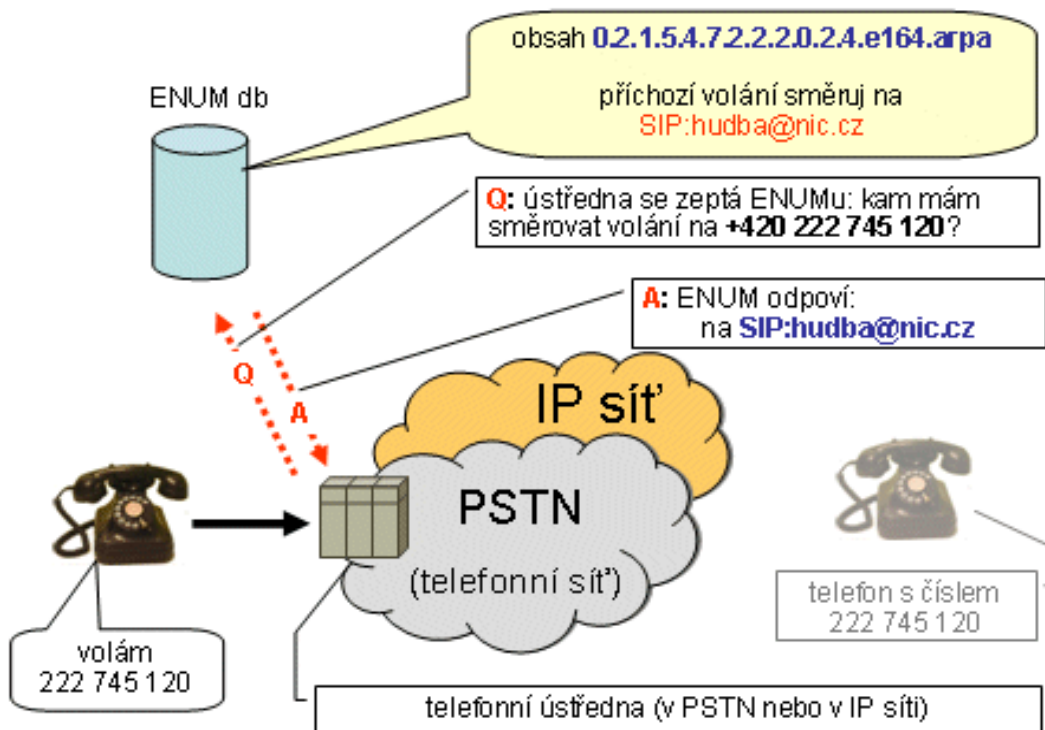 obsah 0.2.1.5.4.7.2.2.2.0.2.4.e164.arpa
příchozí volání směruj na
SIP:hudba@nic.cz
ENUM db
Q: ústředna se zeptá ENUMu: kam mám
směrovat volání na +420 222 745 120?
A: ENUM odpoví:
na SIP:hudba@nic.cz
Q
A
IP síť
PSTN
(telefonní síť)
telefon s číslem
222 745 120
volám
222 745 120
telefonní ústředna (v PSTN nebo v IP síti)